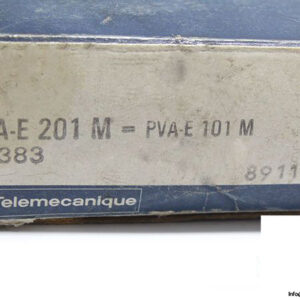 A-E 201 M = PVA-E 101 M
383
8911
Telemecanique